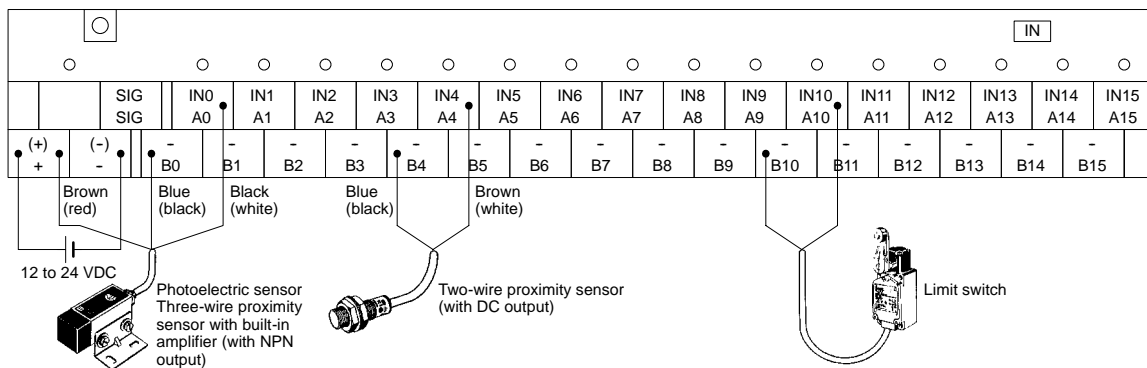 IN
SIG IN0 IN1 IN2 IN3 IN4 IN5 IN6 IN7 IN8 IN9 IN10 IN11 IN12 IN13 IN14 IN15
SIG A0 A1 A2 A3 A4 A5 A6 A7 A8 A9 A10 A11 A12 A13 A14 A15
(+) (-) - - - - - - - - - - - - - - - -
+ - B0 B1 B2 B3 B4 B5 B6 B7 B8 B9 B10 B11 B12 B13 B14 B15
Brown
(red)
Blue
(black)
Black
(white)
Blue
(black)
Brown
(white)
12 to 24 VDC
Photoelectric sensor
Three-wire proximity
sensor with built-in
amplifier (with NPN
output)
Two-wire proximity sensor
(with DC output)
Limit switch